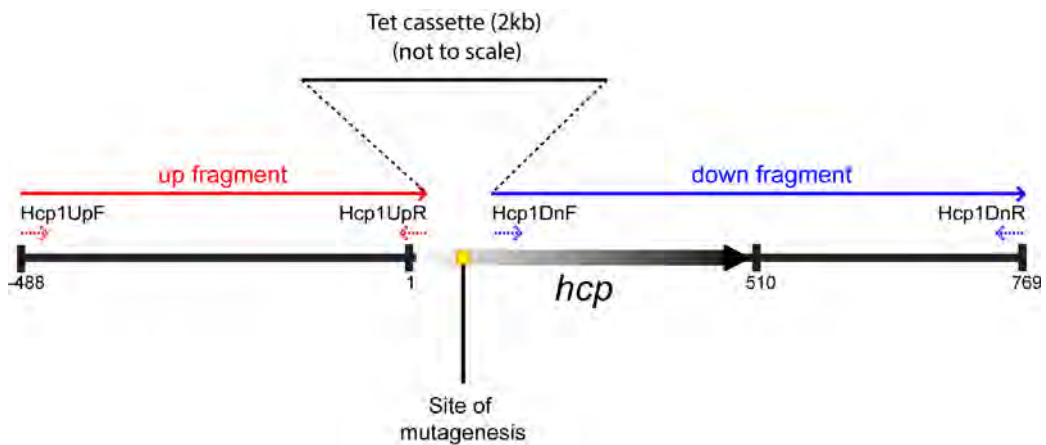 Tet cassette (2kb)
(not to scale)
up fragment
down fragment
Hcp1UpF
Hcp1UpR
Hcp1DnF
Hcp1DnR
-488
1
hcp
510
769
Site of
mutagenesis